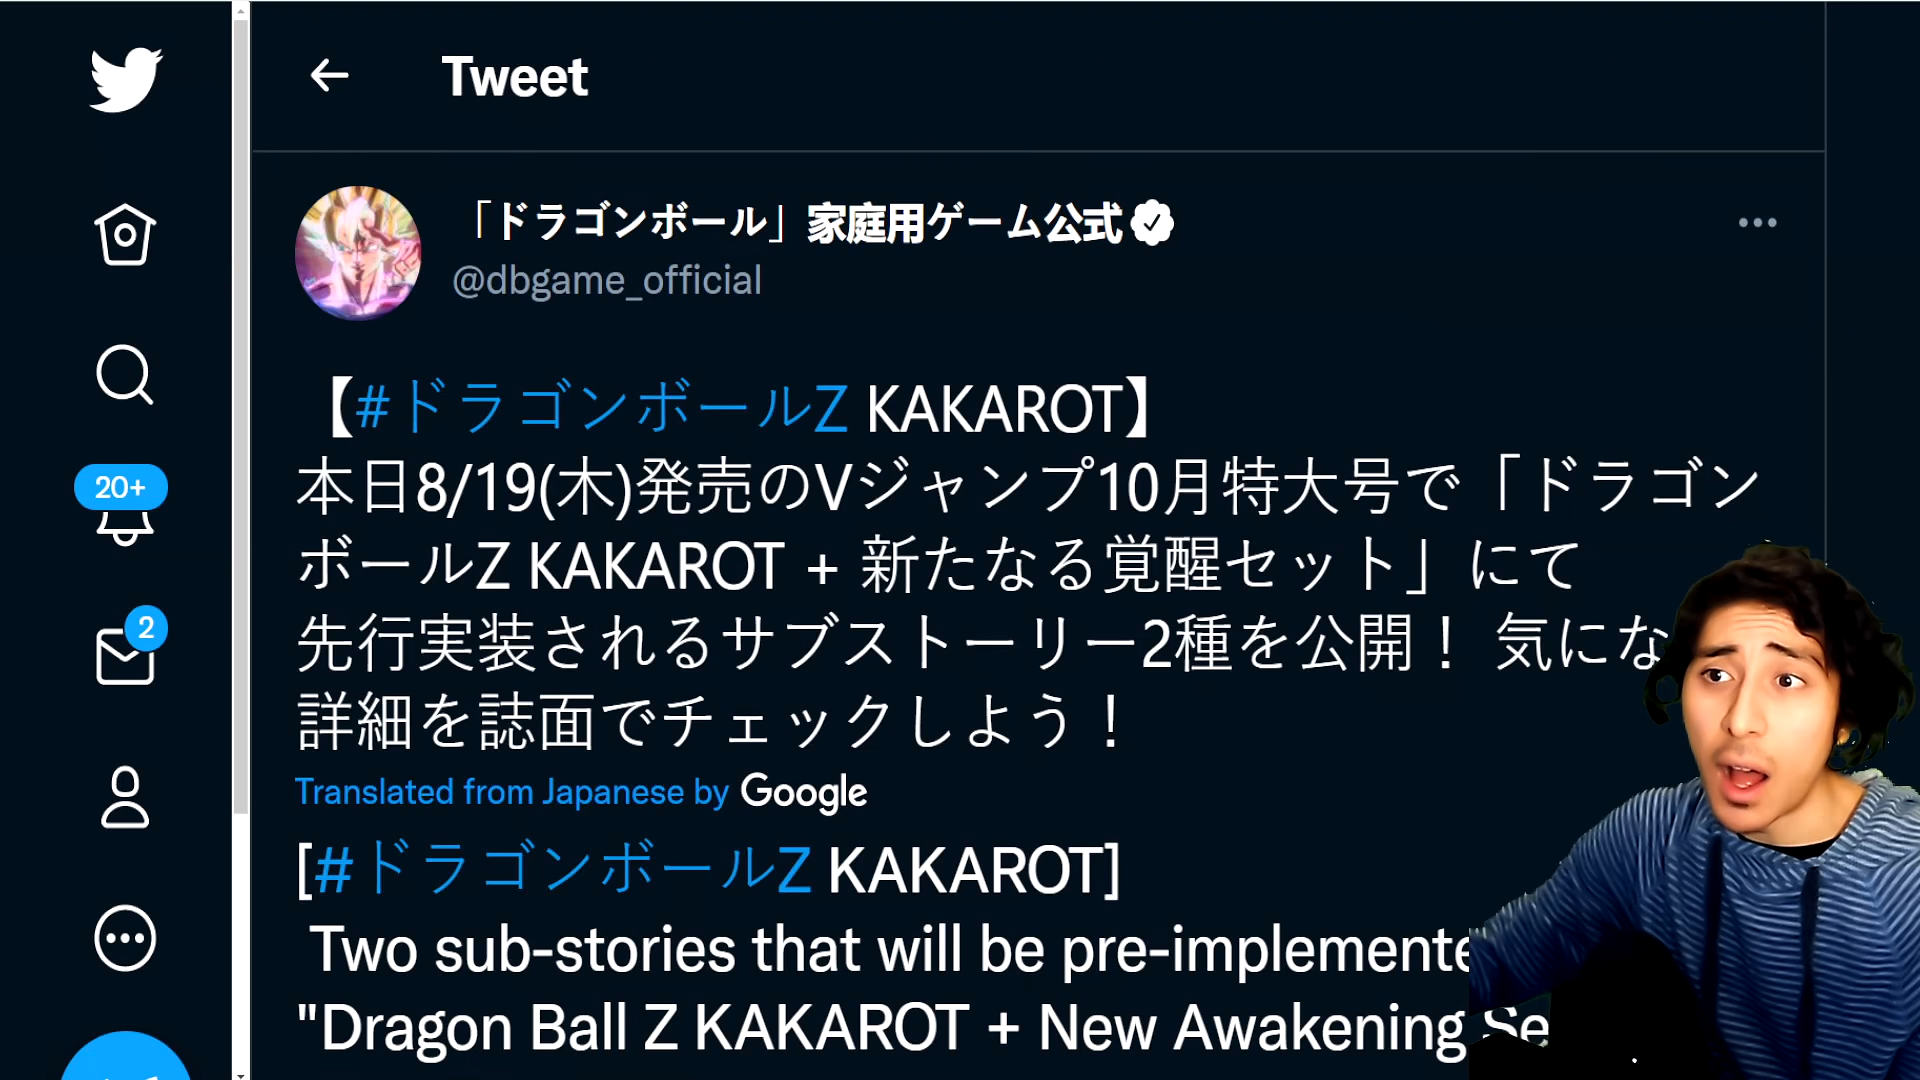 Tweet
「ドラゴンボール」家庭用ゲーム公式
@dbgame_official
【#ドラゴンボールZ KAKAROT】
本日8/19(木)発売のVジャンプ10月特大号で「ドラゴン
ボールZ KAKAROT + 新たなる覚醒セット」にて
20+
先行実装されるサブストーリー2種を公開！ 気にな
2
詳細を誌面でチェックしよう！
Translated from Japanese by Google
[#ドラゴンボールZ KAKAROT]
Two sub-stories that will be
"Dragon Ball Z KAKAROT + New Awakening